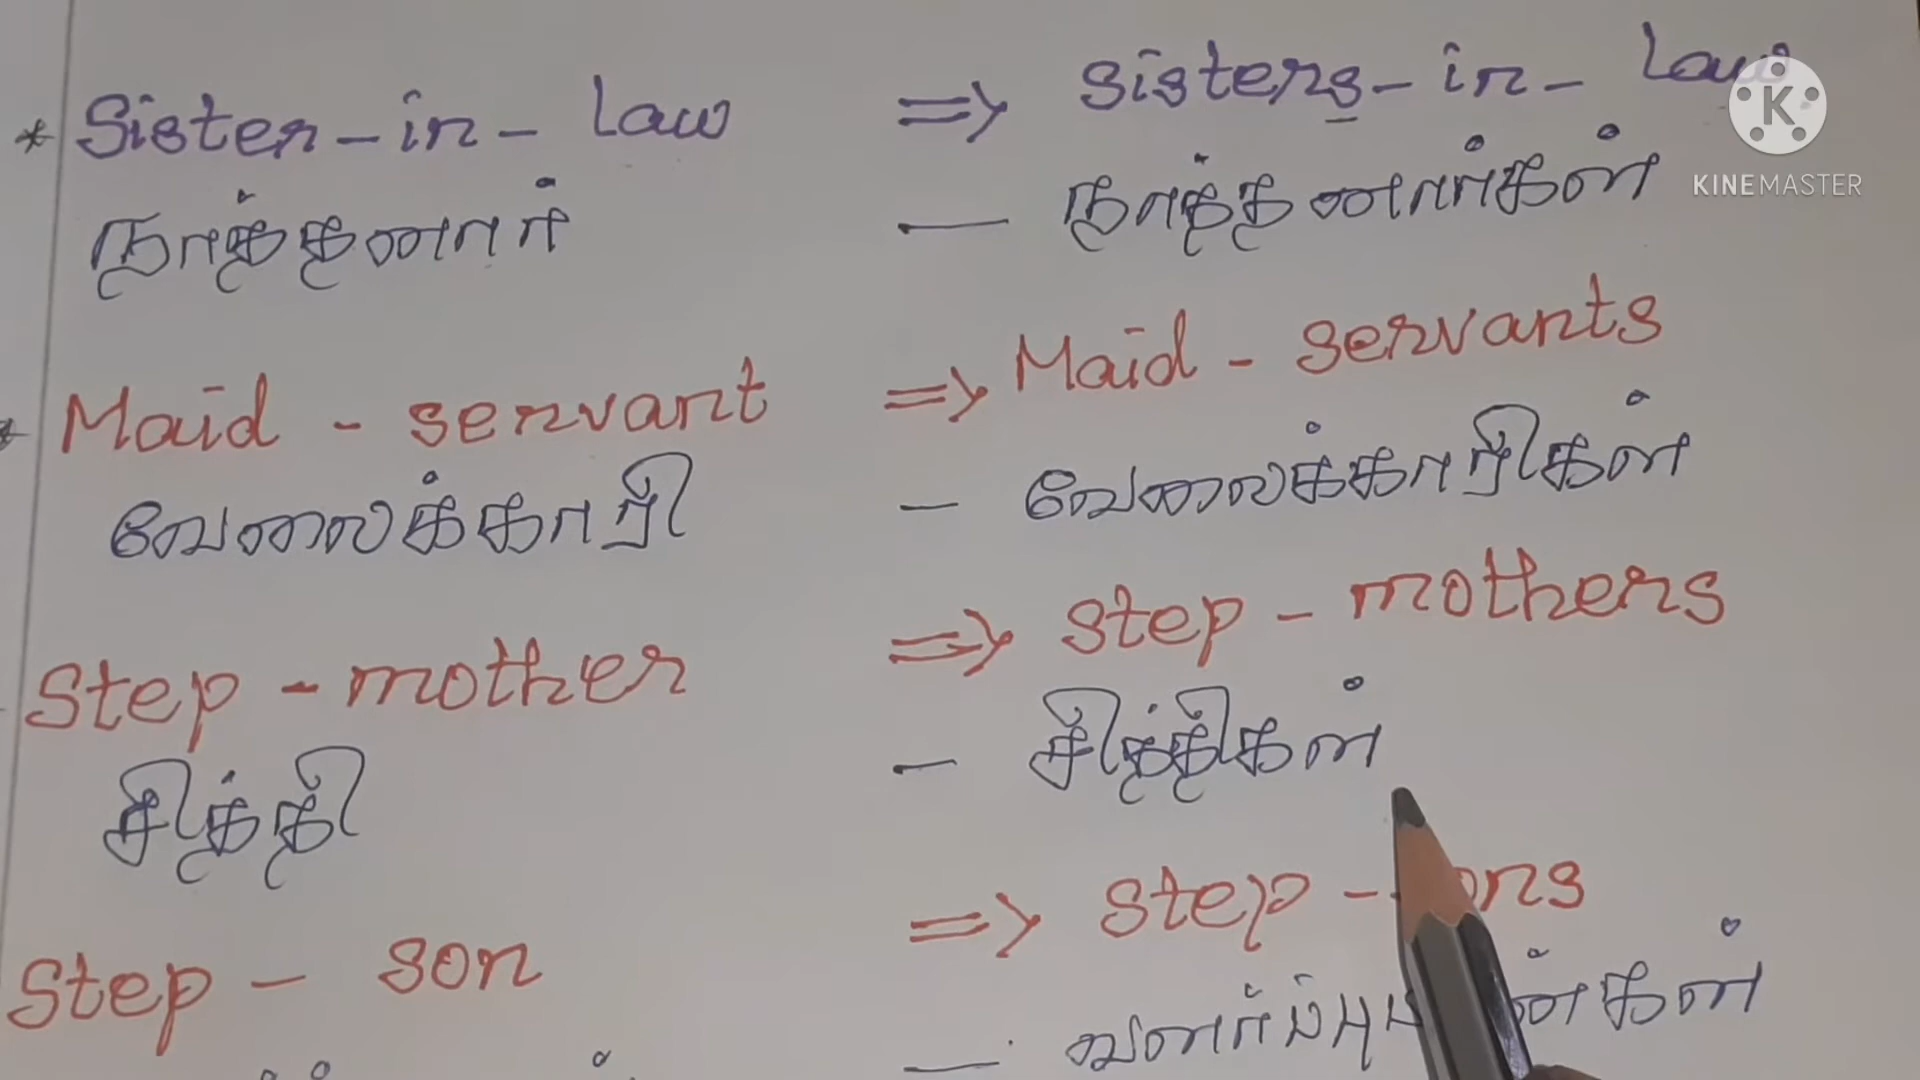 * Sister-in-law => sisters-in-law
நாத்தனார் - நாத்தனார்கள்
* Maid-servant => Maid-servants
வேலைக்காரி - வேலைக்காரிகள்
Step-mother => Step-mothers
சித்தி - சித்திகள்
Step-son => Step-
KINEMASTER